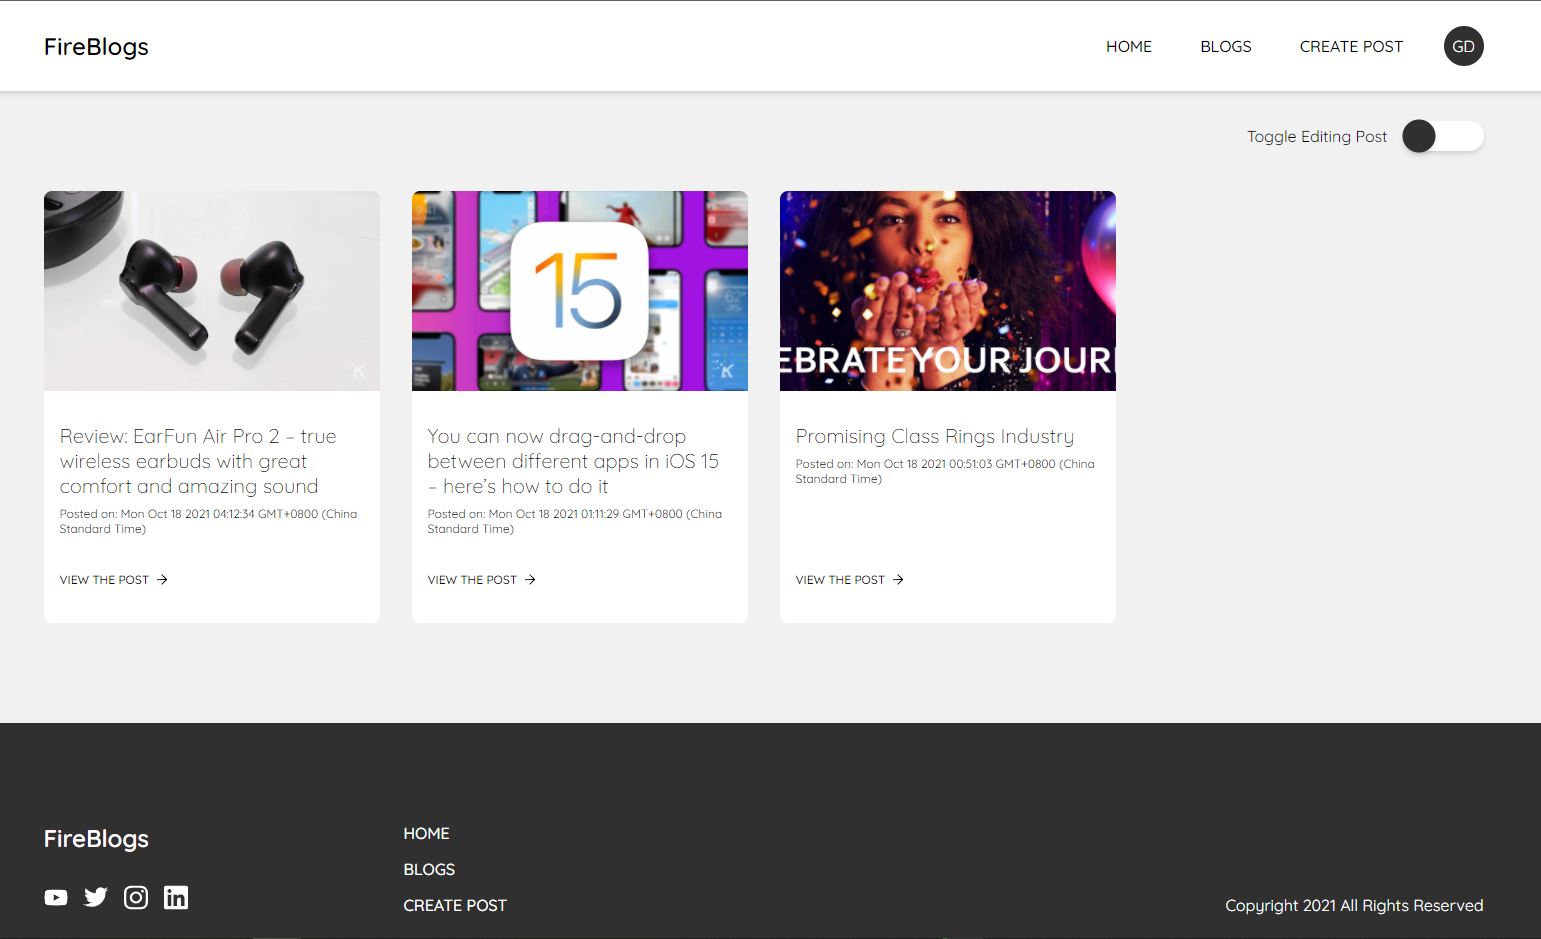 FireBlogs
HOME
BLOGS
CREATE POST
GD
Toggle Editing Post
K
Review: EarFun Air Pro 2 – true
wireless earbuds with great
comfort and amazing sound
Posted on: Mon Oct 18 2021 04:12:34 GMT+0800 (China
Standard Time)
VIEW THE POST →
15
K
You can now drag-and-drop
between different apps in iOS 15
– here’s how to do it
Posted on: Mon Oct 18 2021 01:11:29 GMT+0800 (China
Standard Time)
VIEW THE POST →
EBRATE YOUR JOUR
Promising Class Rings Industry
Posted on: Mon Oct 18 2021 00:51:03 GMT+0800 (China
Standard Time)
VIEW THE POST →
FireBlogs
HOME
BLOGS
CREATE POST
Copyright 2021 All Rights Reserved